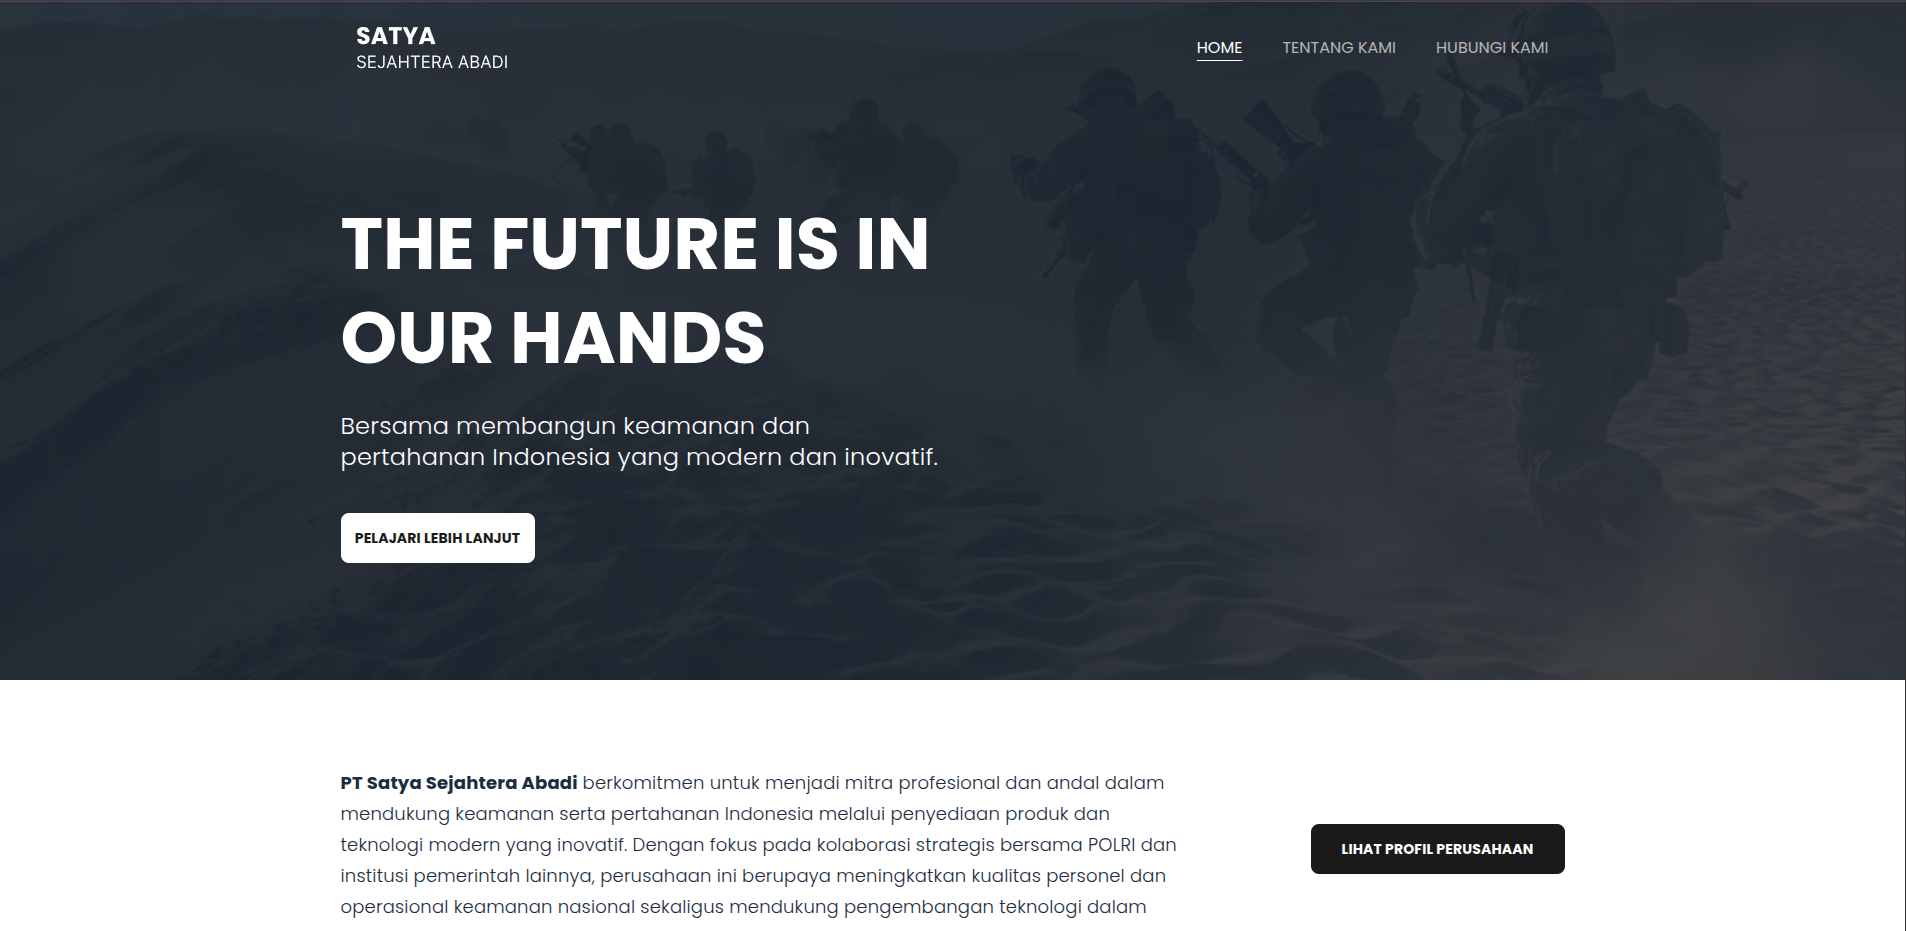 SATYA
SEJAHTERA ABADI
HOME
TENTANG KAMI
HUBUNGI KAMI
THE FUTURE IS IN
OUR HANDS
Bersama membangun keamanan dan
pertahanan Indonesia yang modern dan inovatif.
PELAJARI LEBIH LANJUT
PT Satya Sejahtera Abadi berkomitmen untuk menjadi mitra profesional dan andal dalam
mendukung keamanan serta pertahanan Indonesia melalui penyediaan produk dan
teknologi modern yang inovatif. Dengan fokus pada kolaborasi strategis bersama POLRI dan
institusi pemerintah lainnya, perusahaan ini berupaya meningkatkan kualitas personel dan
operasional keamanan nasional sekaligus mendukung pengembangan teknologi dalam
LIHAT PROFIL PERUSAHAAN